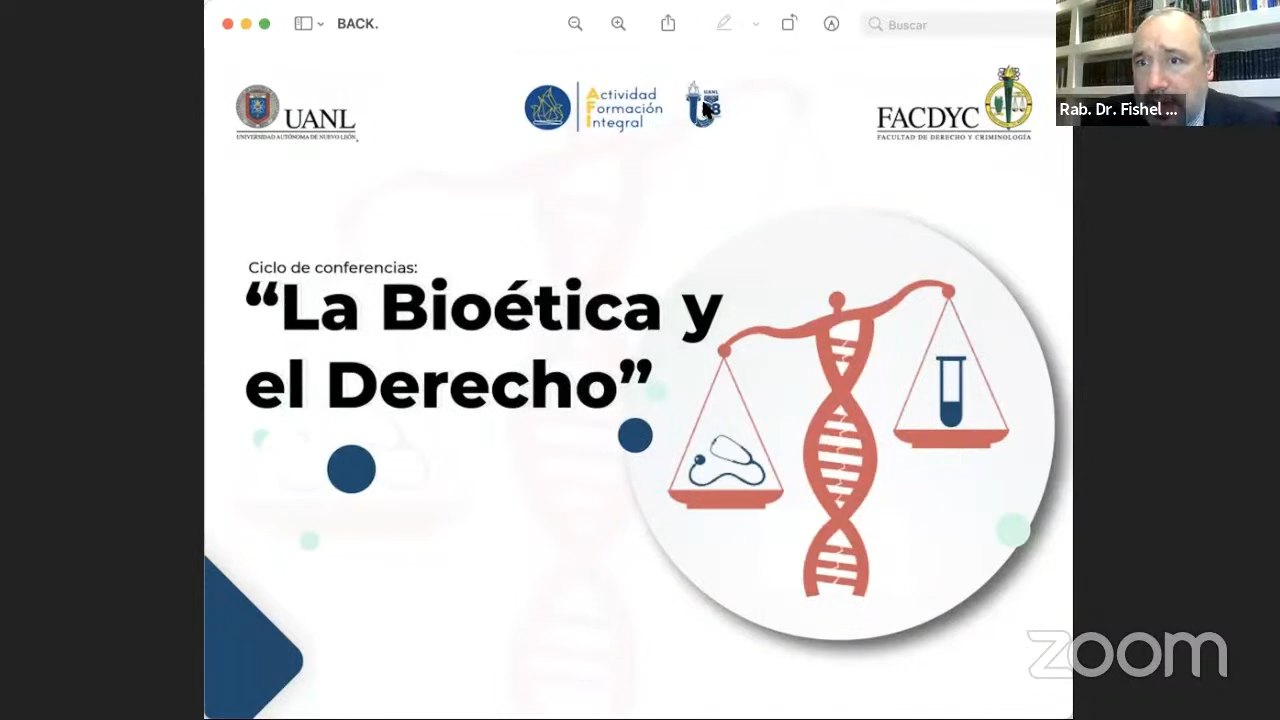 BACK.
Buscar
UANL
UNIVERSIDAD AUTÓNOMA DE NUEVO LEÓN
Actividad
Formación
Integral
UANL
FACDYC
FACULTAD DE DERECHO Y CRIMINOLOGÍA
Rab. Dr. Fishel ...
Ciclo de conferencias:
“La Bioética y
el Derecho”
zoom